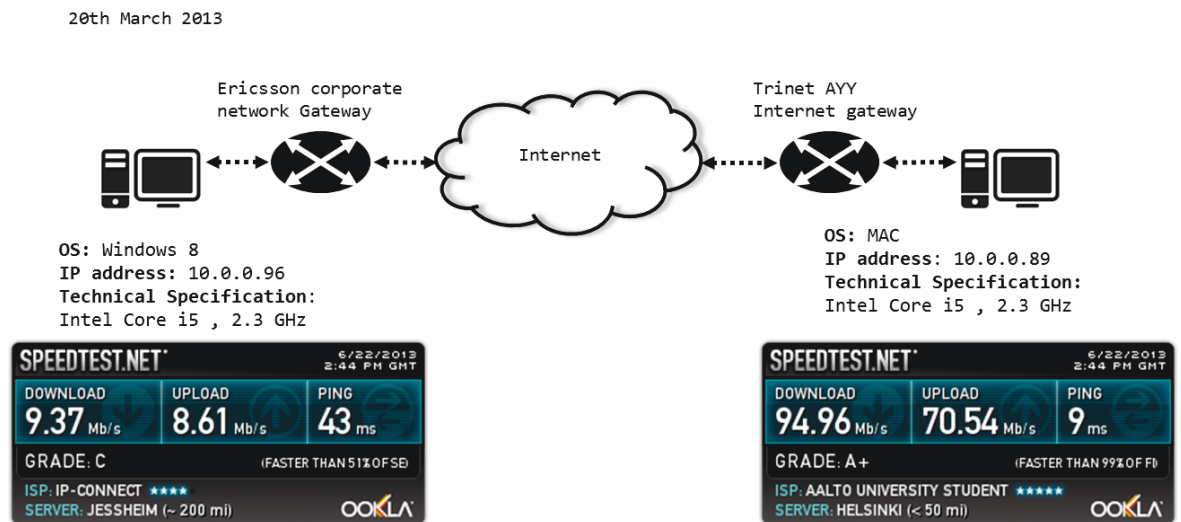 20th March 2013
Ericsson corporate
network Gateway
Internet
Trinet AYY
Internet gateway
OS: Windows 8
IP address: 10.0.0.96
Technical Specification:
Intel Core i5 , 2.3 GHz
OS: MAC
IP address: 10.0.0.89
Technical Specification:
Intel Core i5 , 2.3 GHz
SPEEDTEST.NET
6/22/2013
2:44 PM GMT
DOWNLOAD
9.37 Mb/s
UPLOAD
8.61 Mb/s
PING
43 ms
GRADE: C
(FASTER THAN 51% OF SE)
ISP: IP-CONNECT ★★★★
SERVER: JESSHEIM (~ 200 mi)
OOKLA
SPEEDTEST.NET
6/22/2013
2:44 PM GMT
DOWNLOAD
94.96 Mb/s
UPLOAD
70.54 Mb/s
PING
9 ms
GRADE: A+
(FASTER THAN 99% OF FI)
ISP: AALTO UNIVERSITY STUDENT ★★★★★
SERVER: HELSINKI (< 50 mi)
OOKLA